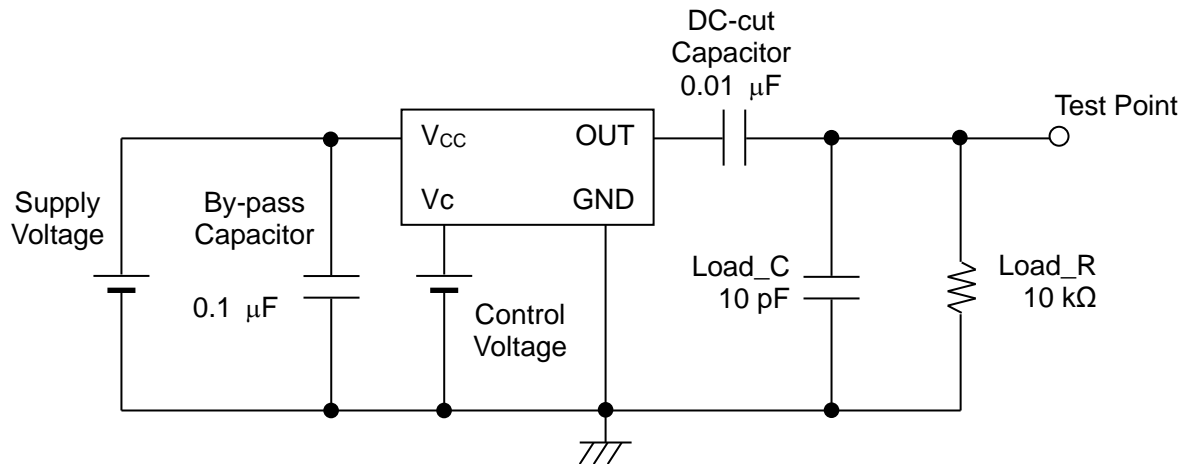 DC-cut
Capacitor
0.01 μF
Test Point
VCC OUT
Vc GND
Supply
Voltage
By-pass
Capacitor
0.1 μF
Control
Voltage
Load_C
10 pF
Load_R
10 kΩ